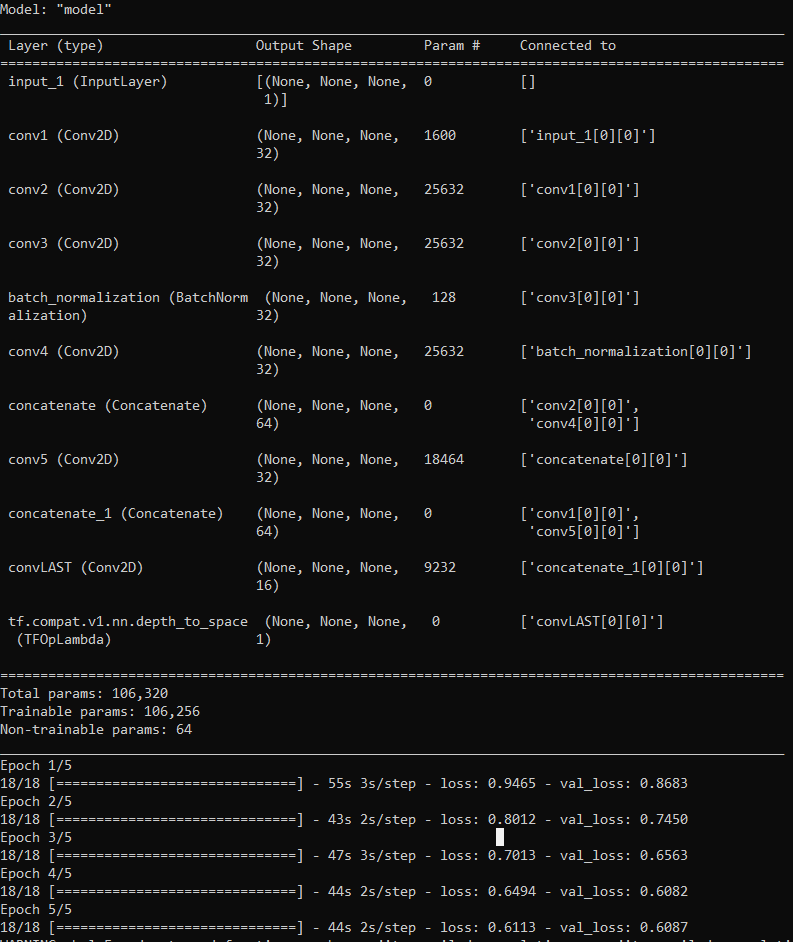 Model: "model"
Layer (type) Output Shape Param # Connected to
input_1 (InputLayer) [(None, None, None, 0 []
1)]
conv1 (Conv2D) (None, None, None, 1600 ['input_1[0][0]']
32)
conv2 (Conv2D) (None, None, None, 25632 ['conv1[0][0]']
32)
conv3 (Conv2D) (None, None, None, 25632 ['conv2[0][0]']
32)
batch_normalization (BatchNorm (None, None, None, 128 ['conv3[0][0]']
alization) 32)
conv4 (Conv2D) (None, None, None, 25632 ['batch_normalization[0][0]']
32)
concatenate (Concatenate) (None, None, None, 0 ['conv2[0][0]',
64) 'conv4[0][0]']
conv5 (Conv2D) (None, None, None, 18464 ['concatenate[0][0]']
32)
concatenate_1 (Concatenate) (None, None, None, 0 ['conv1[0][0]',
64) 'conv5[0][0]']
convLAST (Conv2D) (None, None, None, 9232 ['concatenate_1[0][0]']
16)
tf.compat.v1.nn.depth_to_space (None, None, None, 0 ['convLAST[0][0]']
(TFOpLambda) 1)
Total params: 106,320
Trainable params: 106,256
Non-trainable params: 64
Epoch 1/5
18/18 [==============================] - 55s 3s/step - loss: 0.9465 - val_loss: 0.8683
Epoch 2/5
18/18 [==============================] - 43s 2s/step - loss: 0.8012 - val_loss: 0.7450
Epoch 3/5
18/18 [==============================] - 47s 3s/step - loss: 0.7013 - val_loss: 0.6563
Epoch 4/5
18/18 [==============================] - 44s 2s/step - loss: 0.6494 - val_loss: 0.6082
Epoch 5/5
18/18 [==============================] - 44s 2s/step - loss: 0.6113 - val_loss: 0.6087